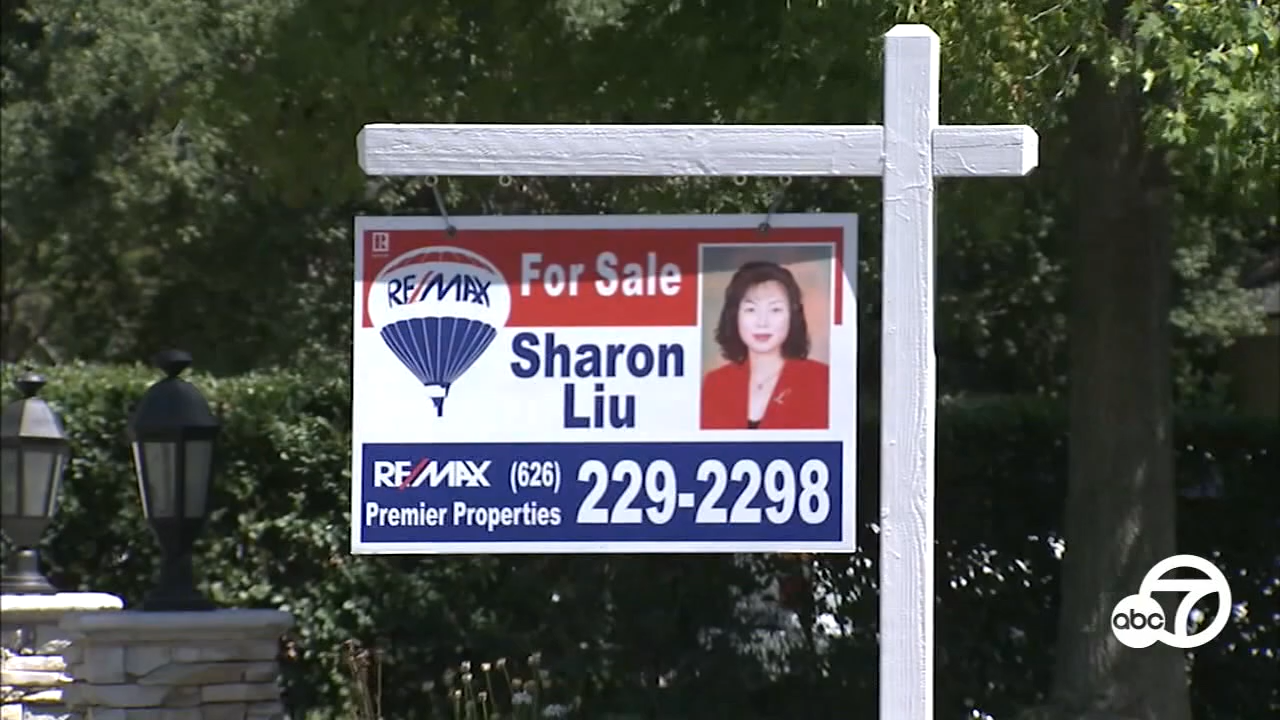 RE/MAX
For Sale
Sharon
Liu
RE/MAX (626) 229-2298
Premier Properties
abc 7